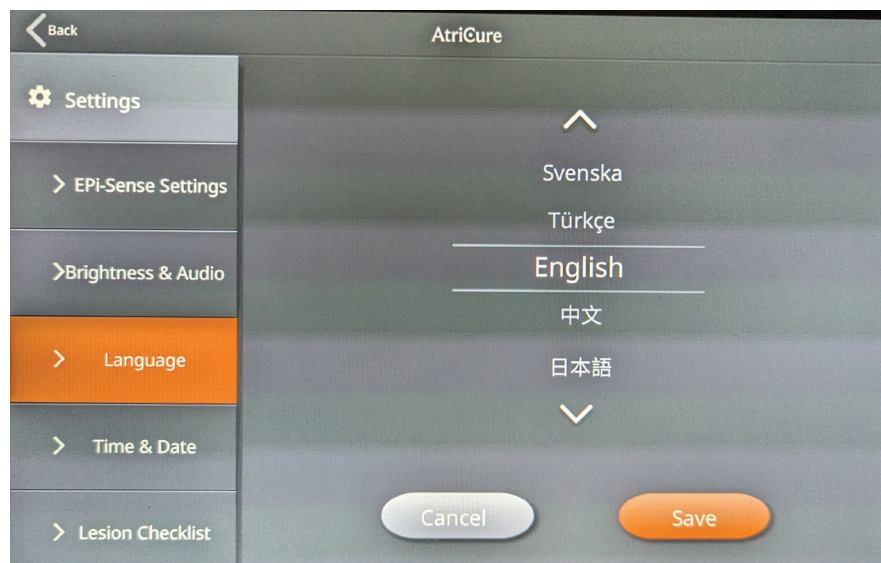 Back
AtriCure
Settings
EPi-Sense Settings
Brightness & Audio
Language
Time & Date
Lesion Checklist
Svenska
Türkçe
English
中文
日本語
Cancel
Save